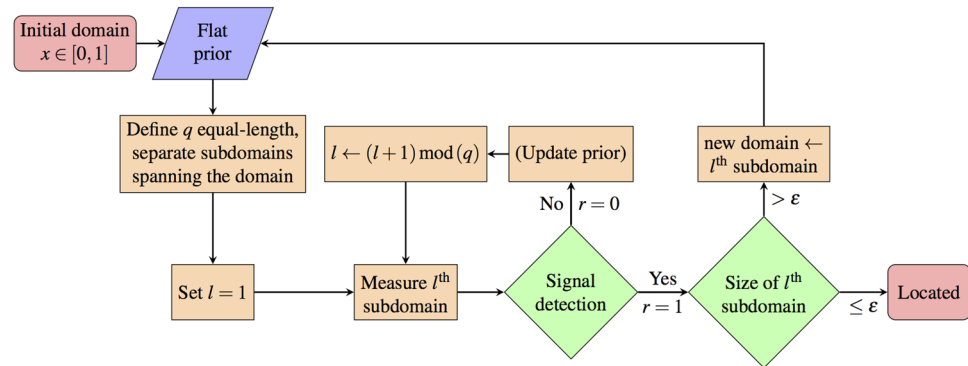 Initial domain
x ∈ [0, 1]
Flat
prior
Define q equal-length,
separate subdomains
spanning the domain
l ← (l + 1) mod (q)
(Update prior)
new domain ←
lᵗʰ subdomain
No r = 0
> ε
Set l = 1
Measure lᵗʰ
subdomain
Signal
detection
Yes
r = 1
Size of lᵗʰ
subdomain
≤ ε
Located